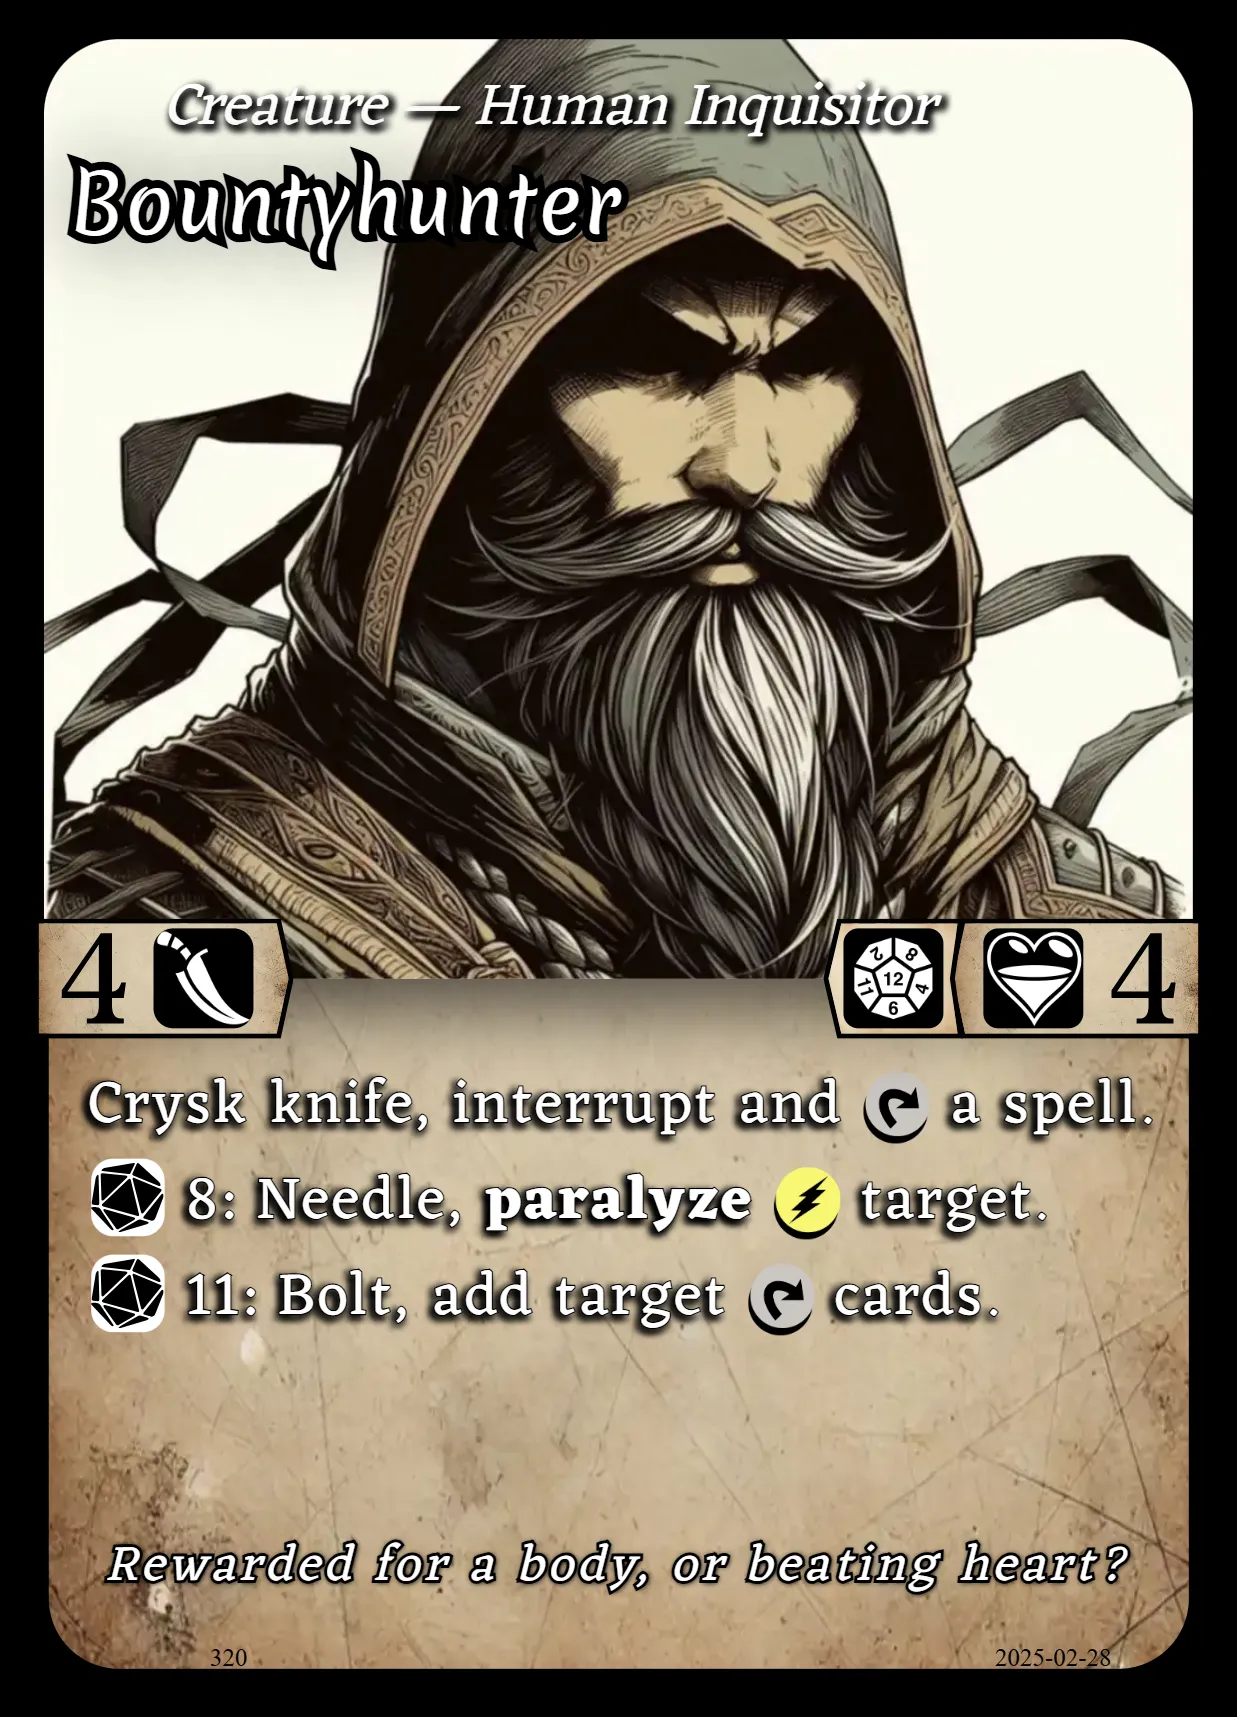 Creature — Human Inquisitor
Bountyhunter
4
2 8 12 11 4 6
4
Crysk knife, interrupt and a spell.
8: Needle, paralyze target.
11: Bolt, add target cards.
Rewarded for a body, or beating heart?
320
2025-02-28